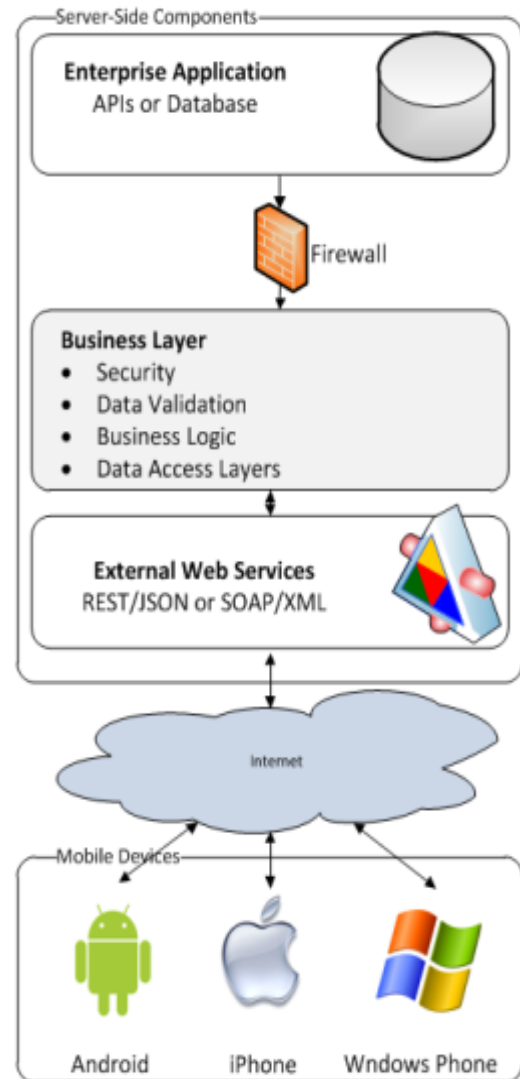 Server-Side Components
Enterprise Application
APIs or Database
Firewall
Business Layer
• Security
• Data Validation
• Business Logic
• Data Access Layers
External Web Services
REST/JSON or SOAP/XML
Internet
Mobile Devices
Android
iPhone
Wndows Phone